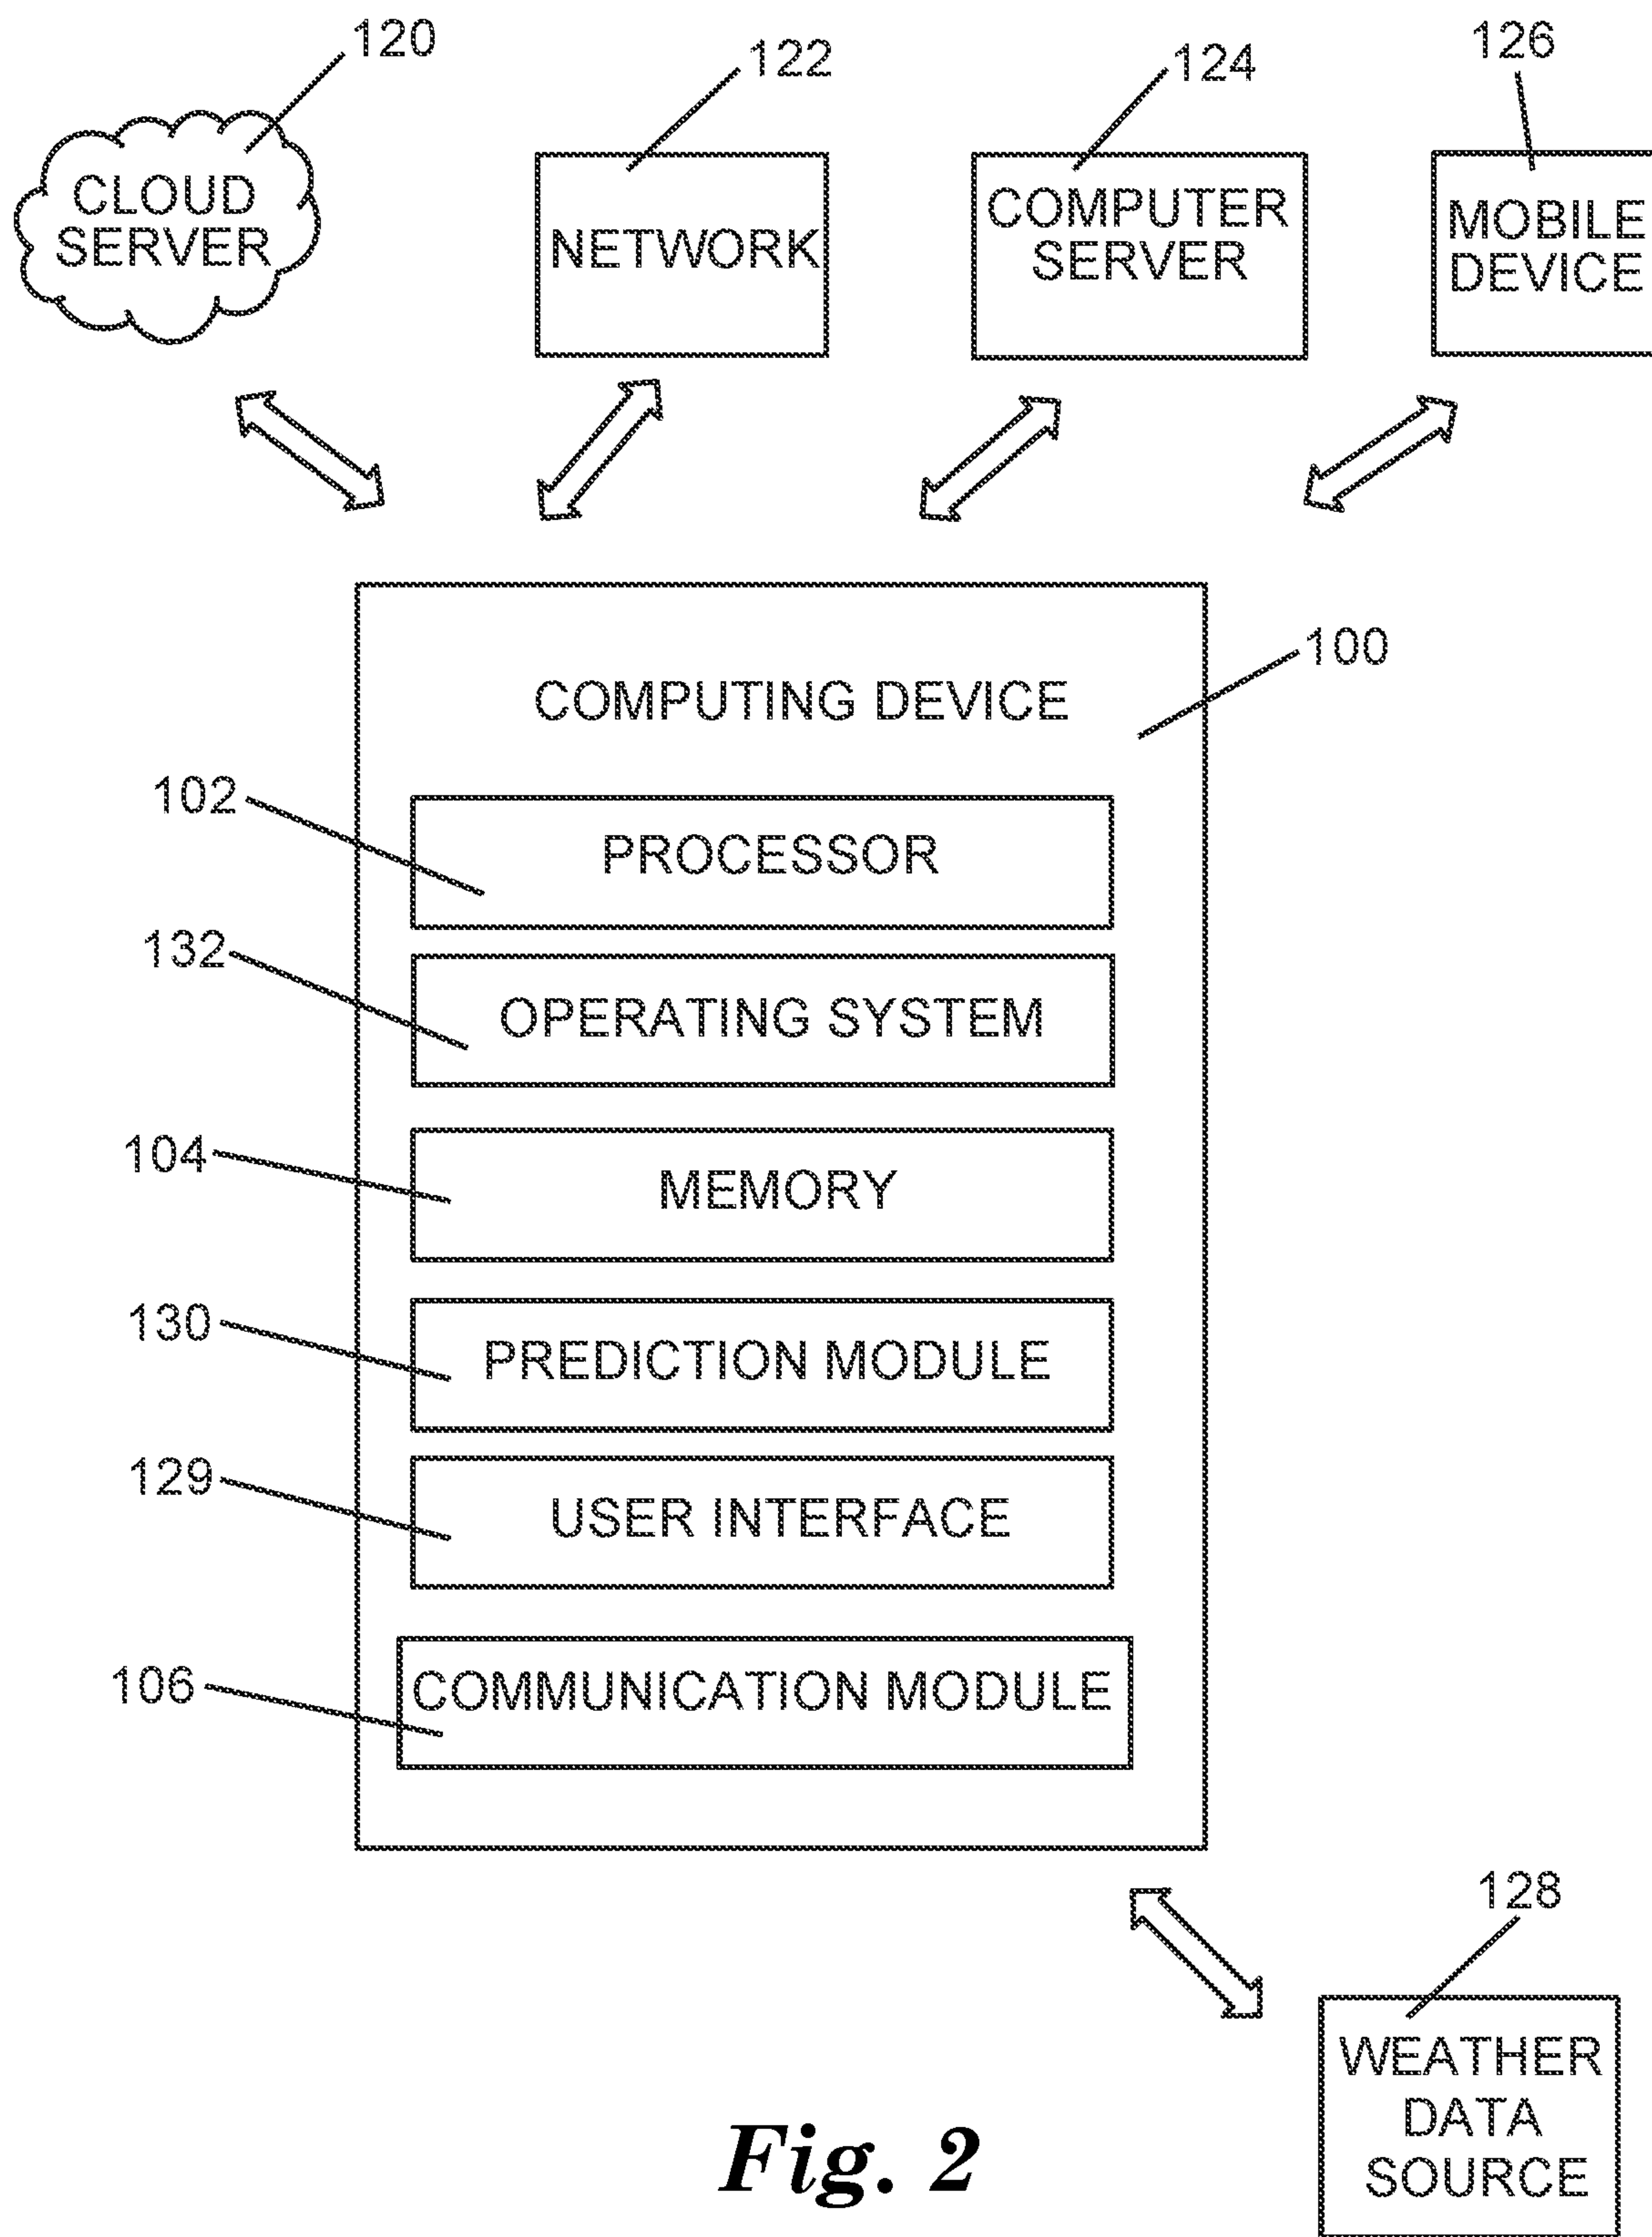 120
122
124
126
CLOUD
SERVER
NETWORK
COMPUTER
SERVER
MOBILE
DEVICE
100
COMPUTING DEVICE
102
PROCESSOR
132
OPERATING SYSTEM
104
MEMORY
130
PREDICTION MODULE
129
USER INTERFACE
106
COMMUNICATION MODULE
128
WEATHER
DATA
SOURCE
Fig. 2